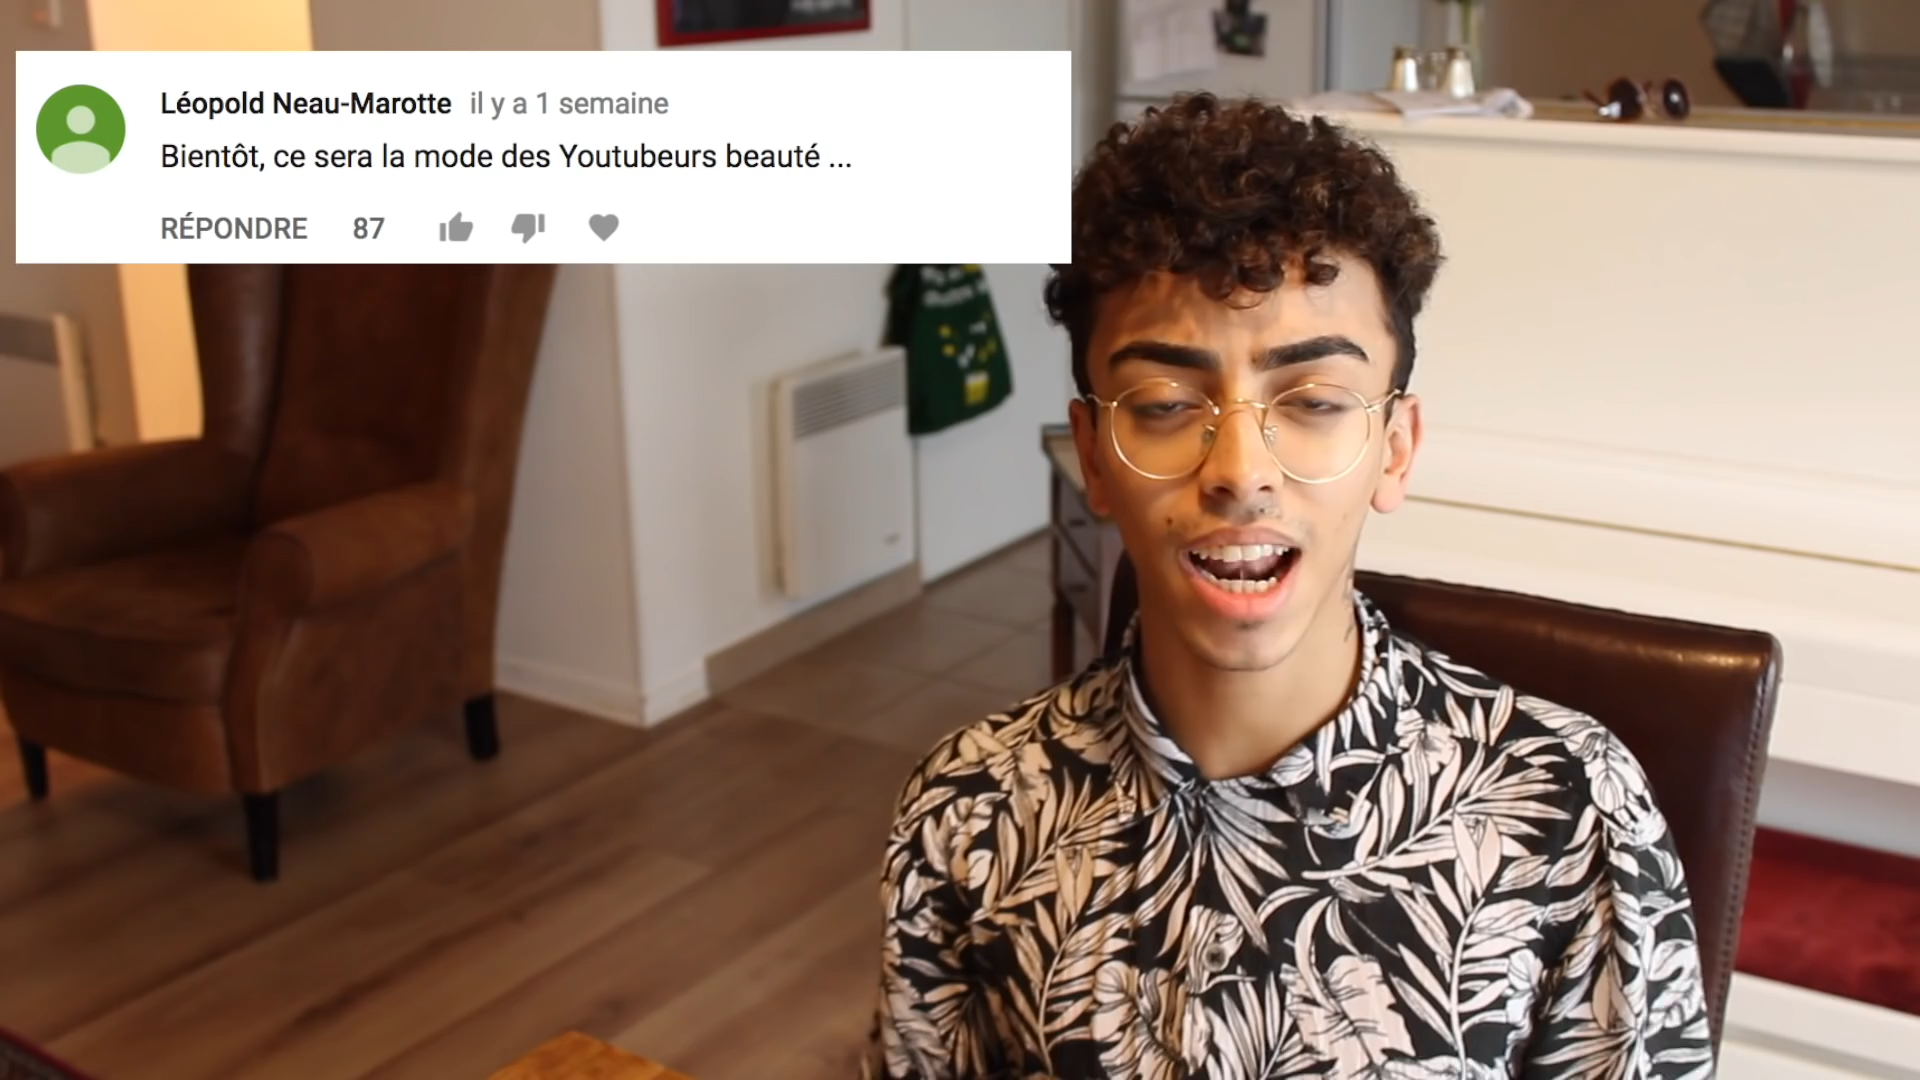 Léopold Neau-Marotte il y a 1 semaine
Bientôt, ce sera la mode des Youtubeurs beauté ...
RÉPONDRE 87